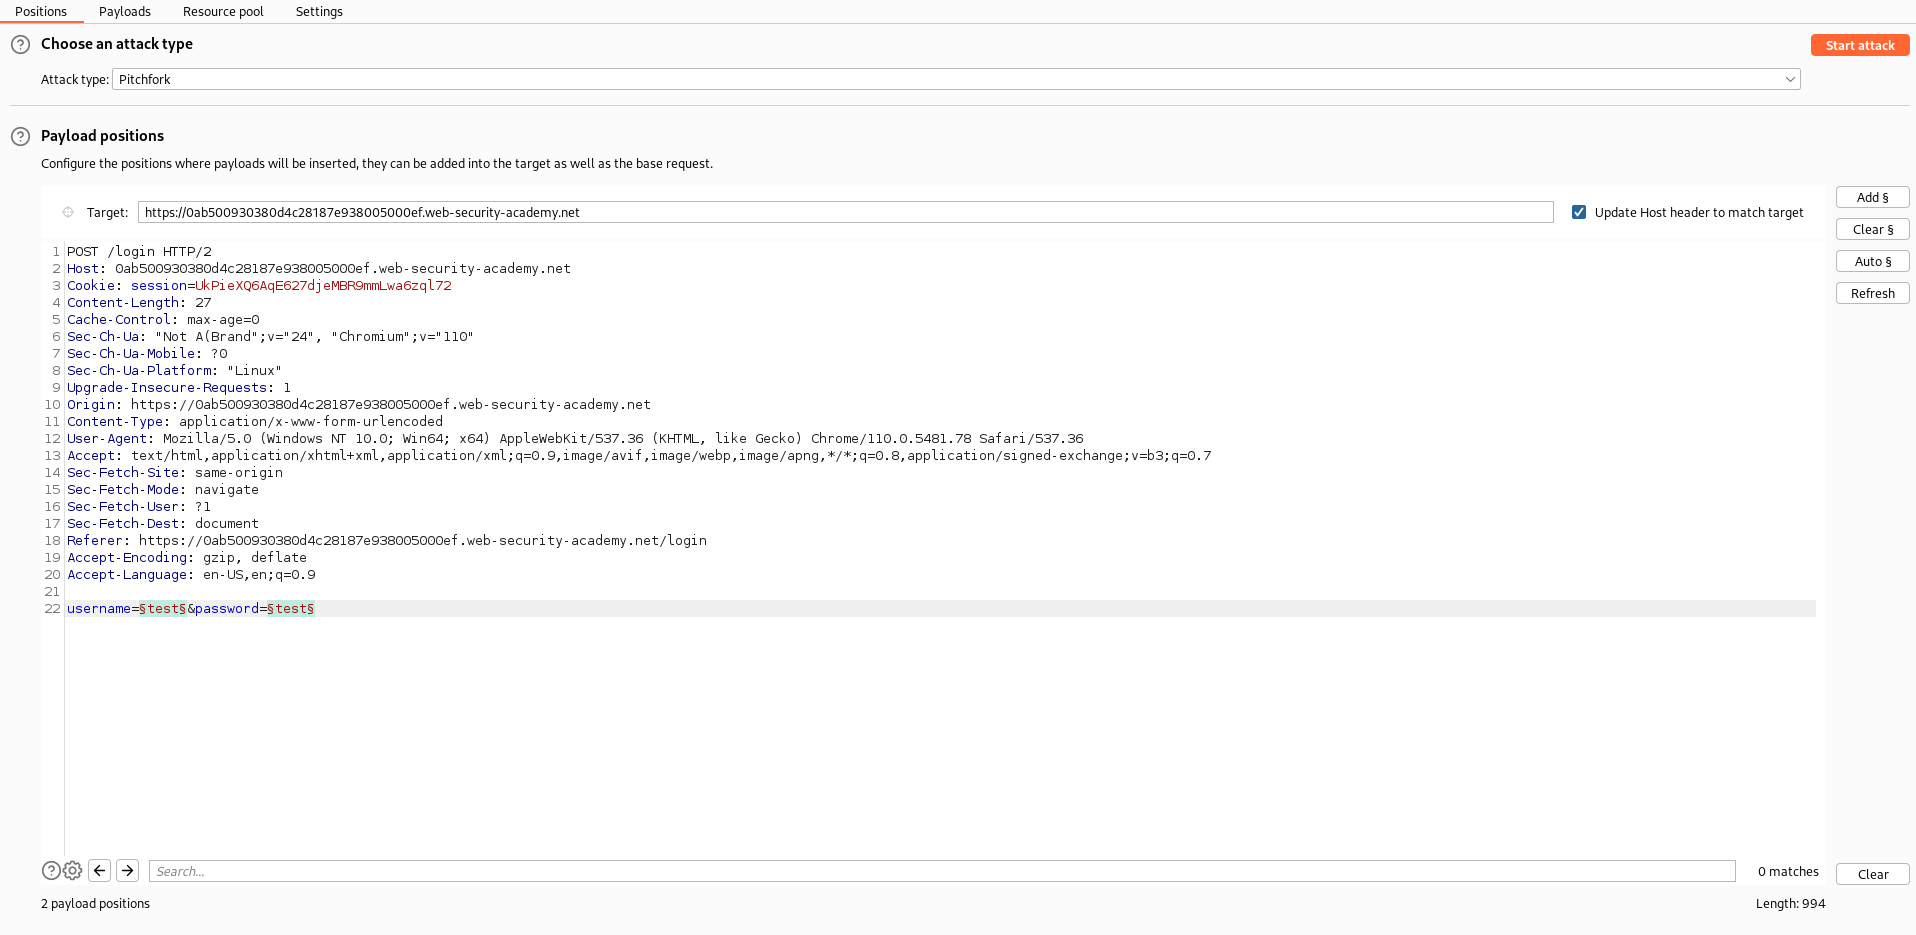 Positions Payloads Resource pool Settings
Choose an attack type
Start attack
Attack type: Pitchfork
Payload positions
Configure the positions where payloads will be inserted, they can be added into the target as well as the base request.
Target: https://0ab500930380d4c28187e938005000ef.web-security-academy.net
Update Host header to match target
Add §
Clear §
Auto §
Refresh
1 POST /login HTTP/2
2 Host: 0ab500930380d4c28187e938005000ef.web-security-academy.net
3 Cookie: session=UkPieXQ6AqE627djeMBR9mmLwa6zql72
4 Content-Length: 27
5 Cache-Control: max-age=0
6 Sec-Ch-Ua: "Not A(Brand";v="24", "Chromium";v="110"
7 Sec-Ch-Ua-Mobile: ?0
8 Sec-Ch-Ua-Platform: "Linux"
9 Upgrade-Insecure-Requests: 1
10 Origin: https://0ab500930380d4c28187e938005000ef.web-security-academy.net
11 Content-Type: application/x-www-form-urlencoded
12 User-Agent: Mozilla/5.0 (Windows NT 10.0; Win64; x64) AppleWebKit/537.36 (KHTML, like Gecko) Chrome/110.0.5481.78 Safari/537.36
13 Accept: text/html,application/xhtml+xml,application/xml;q=0.9,image/avif,image/webp,image/apng,*/*;q=0.8,application/signed-exchange;v=b3;q=0.7
14 Sec-Fetch-Site: same-origin
15 Sec-Fetch-Mode: navigate
16 Sec-Fetch-User: ?1
17 Sec-Fetch-Dest: document
18 Referer: https://0ab500930380d4c28187e938005000ef.web-security-academy.net/login
19 Accept-Encoding: gzip, deflate
20 Accept-Language: en-US,en;q=0.9
21
22 username=§test§&password=§test§
Search...
0 matches
Clear
2 payload positions
Length: 994